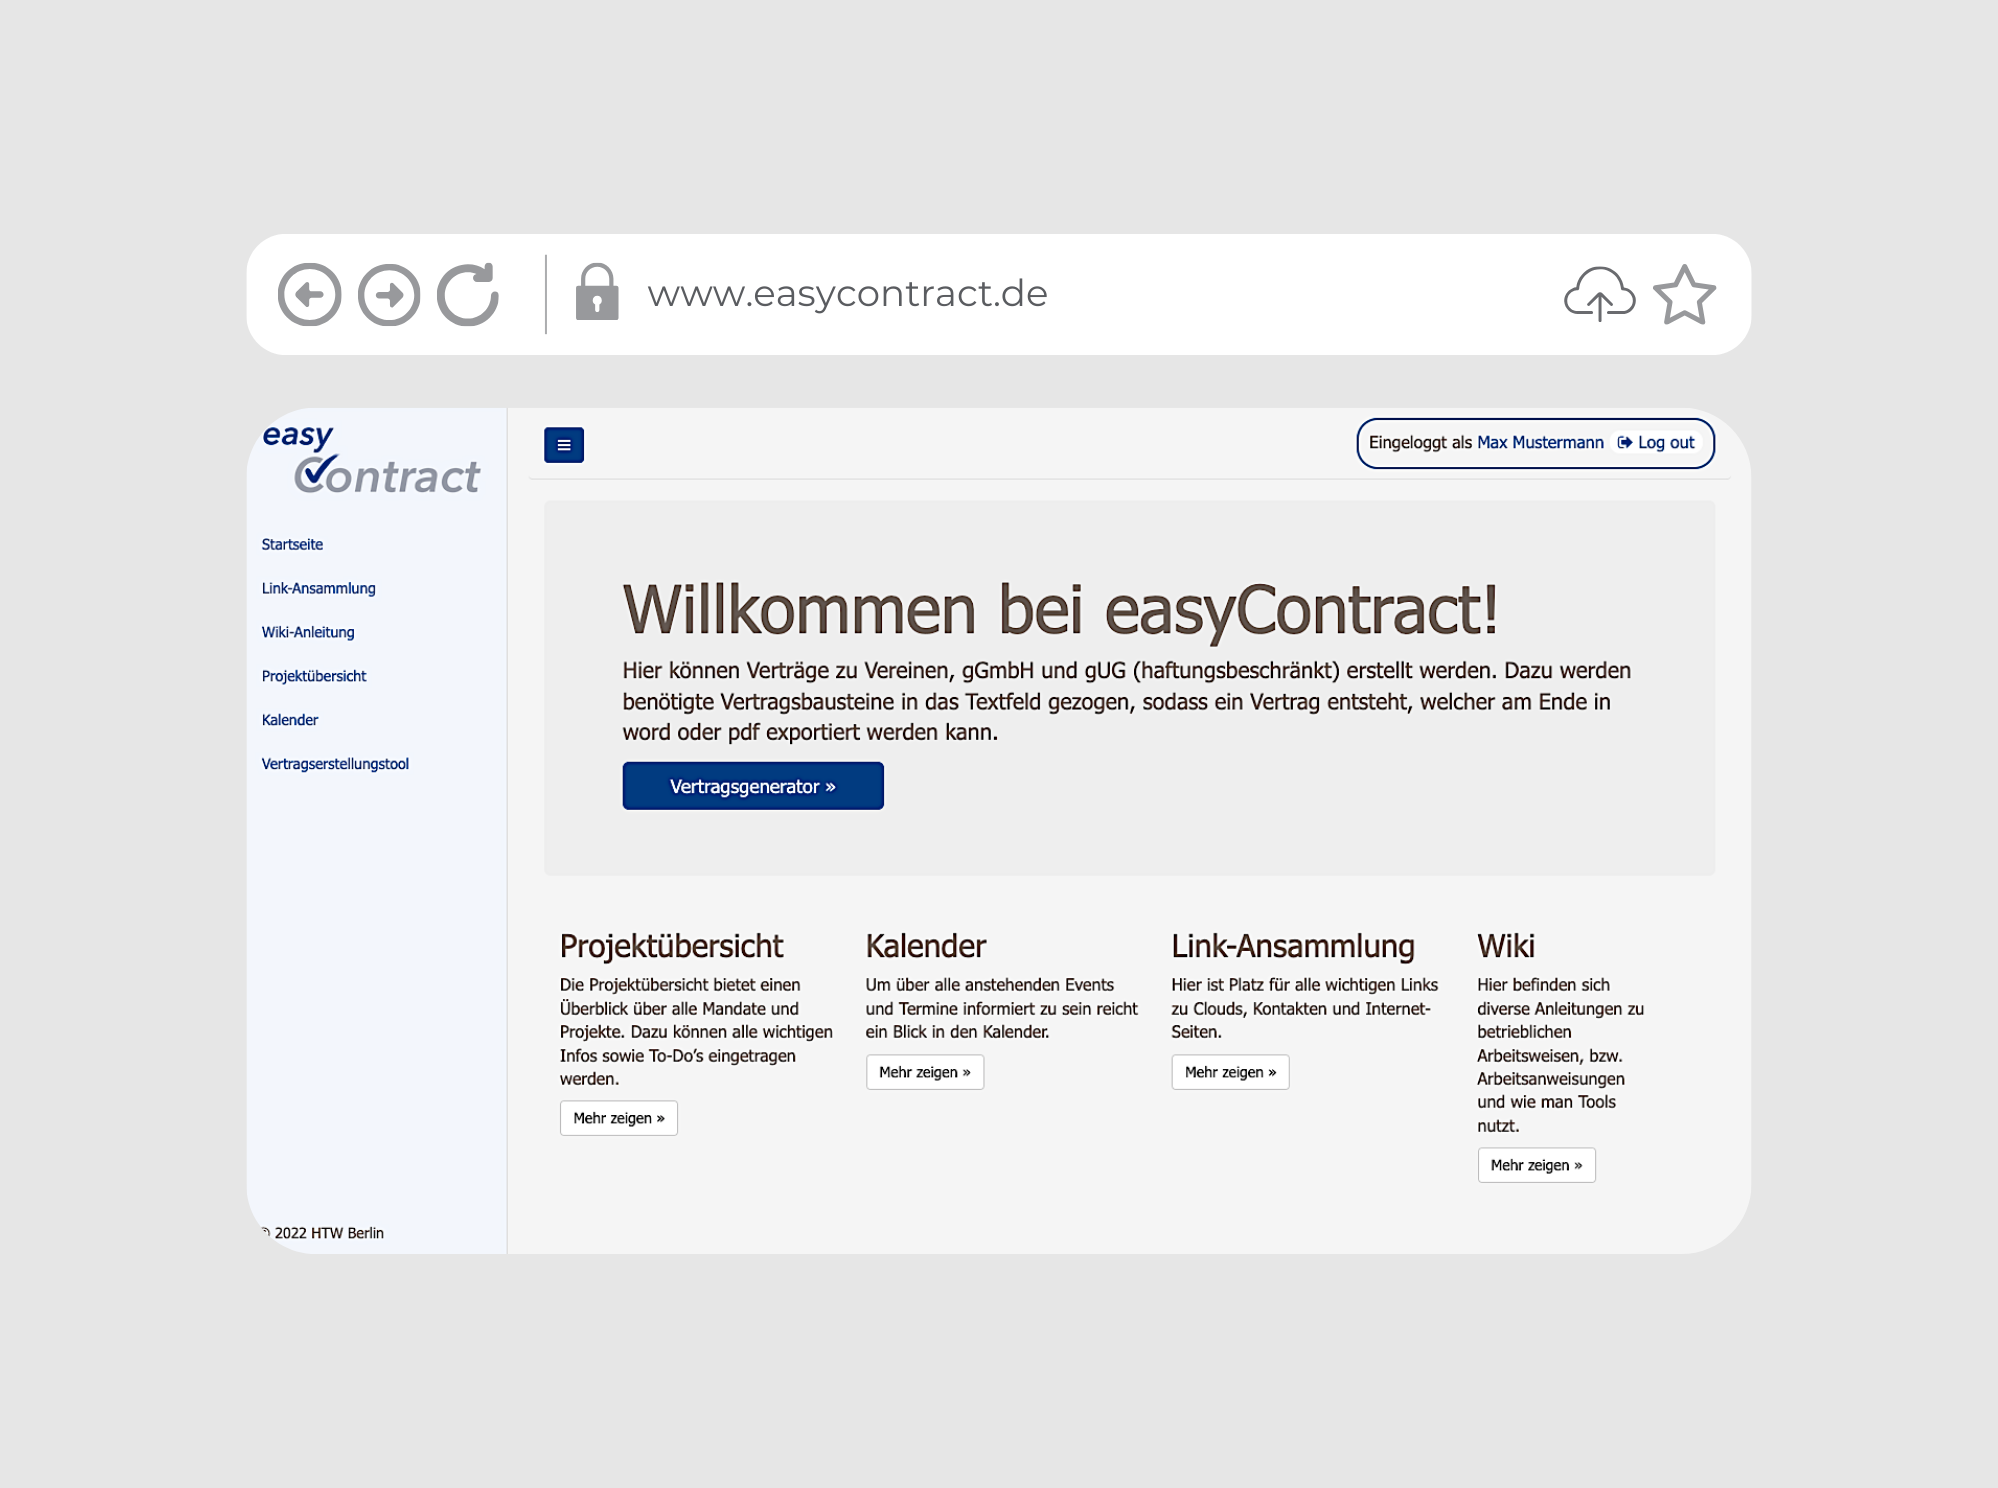 www.easycontract.de
easy
Contract
Eingeloggt als Max Mustermann Log out
Startseite
Link-Ansammlung
Wiki-Anleitung
Projektübersicht
Kalender
Vertragserstellungstool
© 2022 HTW Berlin
Willkommen bei easyContract!
Hier können Verträge zu Vereinen, gGmbH und gUG (haftungsbeschränkt) erstellt werden. Dazu werden
benötigte Vertragsbausteine in das Textfeld gezogen, sodass ein Vertrag entsteht, welcher am Ende in
word oder pdf exportiert werden kann.
Vertragsgenerator »
Projektübersicht
Die Projektübersicht bietet einen
Überblick über alle Mandate und
Projekte. Dazu können alle wichtigen
Infos sowie To-Do’s eingetragen
werden.
Mehr zeigen »
Kalender
Um über alle anstehenden Events
und Termine informiert zu sein reicht
ein Blick in den Kalender.
Mehr zeigen »
Link-Ansammlung
Hier ist Platz für alle wichtigen Links
zu Clouds, Kontakten und Internet-
Seiten.
Mehr zeigen »
Wiki
Hier befinden sich
diverse Anleitungen zu
betrieblichen
Arbeitsweisen, bzw.
Arbeitsanweisungen
und wie man Tools
nutzt.
Mehr zeigen »